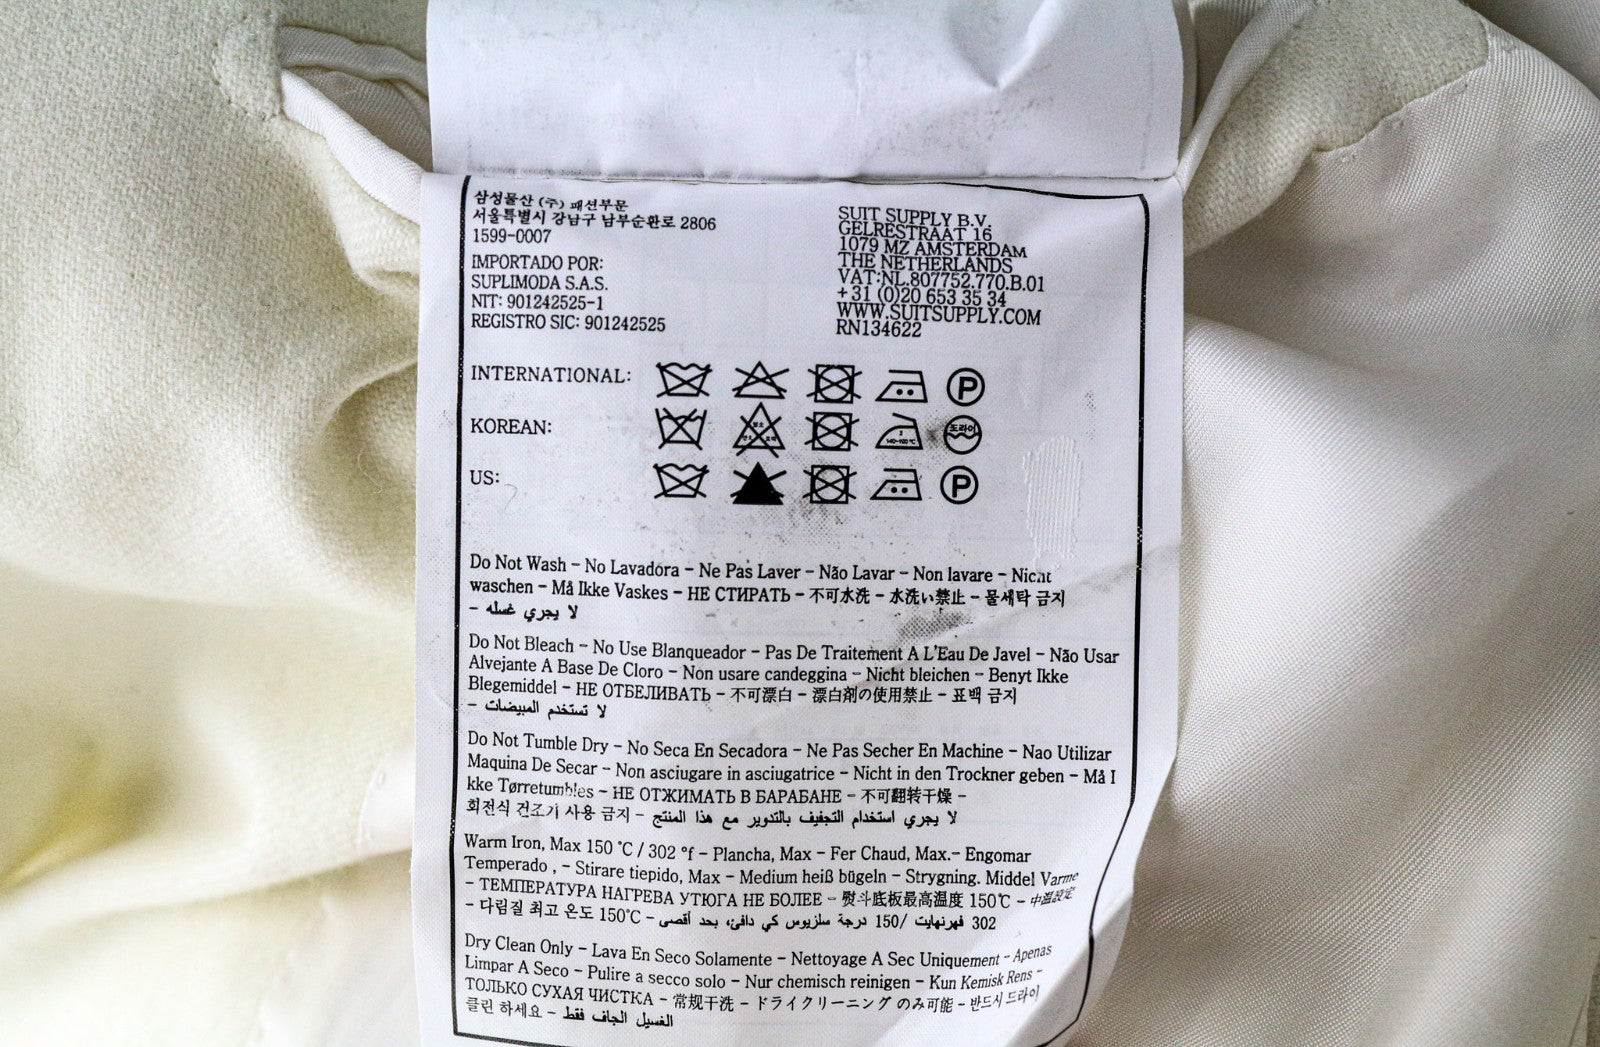 삼성물산 (주) 패션부문
서울특별시 강남구 남부순환로 2806
1599-0007
IMPORTADO POR:
SUPLIMODA S.A.S.
NIT: 901242525-1
REGISTRO SIC: 901242525
SUIT SUPPLY B.V.
GELRESTRAAT 16
1079 MZ AMSTERDAM
THE NETHERLANDS
VAT:NL.807752.770.B.01
+31 (0)20 653 35 34
WWW.SUITSUPPLY.COM
RN134622
INTERNATIONAL:
P
KOREAN:
드라이
US:
P
Do Not Wash – No Lavadora – Ne Pas Laver – Não Lavar – Non lavare – Nicht
waschen – Må Ikke Vaskes – НЕ СТИРАТЬ – 不可水洗 – 水洗い禁止 – 물세탁 금지
– لا يجري غسله
Do Not Bleach – No Use Blanqueador – Pas De Traitement A L'Eau De Javel – Não Usar
Alvejante A Base De Cloro – Non usare candeggina – Nicht bleichen – Benyt Ikke
Blegemiddel – НЕ ОТБЕЛИВАТЬ – 不可漂白 – 漂白剤の使用禁止 – 표백 금지
– لا تستخدم المبيضات
Do Not Tumble Dry – No Seca En Secadora – Ne Pas Secher En Machine – Nao Utilizar
Maquina De Secar – Non asciugare in asciugatrice – Nicht in den Trockner geben – Må I
kke Tørretumbles – НЕ ОТЖИМАТЬ В БАРАБАНЕ – 不可翻转干燥 –
회전식 건조기 사용 금지 – لا يجري استخدام التجفيف بالتدوير مع هذا المنتج
Warm Iron, Max 150 °C / 302 °f – Plancha, Max – Fer Chaud, Max.– Engomar
Temperado , – Stirare tiepido, Max – Medium heiß bügeln – Strygning. Middel Varme
– ТЕМПЕРАТУРА НАГРЕВА УТЮГА НЕ БОЛЕЕ – 熨斗底板最高温度 150℃ – 中温設定
– 다림질 최고 온도 150℃ – 302 فهرنهايت /150 درجة سلزيوس كي دافئ، بحد أقصى
Dry Clean Only – Lava En Seco Solamente – Nettoyage A Sec Uniquement – Apenas
Limpar A Seco – Pulire a secco solo – Nur chemisch reinigen – Kun Kemisk Rens –
ТОЛЬКО СУХАЯ ЧИСТКА – 常规干洗 – ドライクリーニング のみ可能 – 반드시 드라이
클린 하세요 – الغسيل الجاف فقط